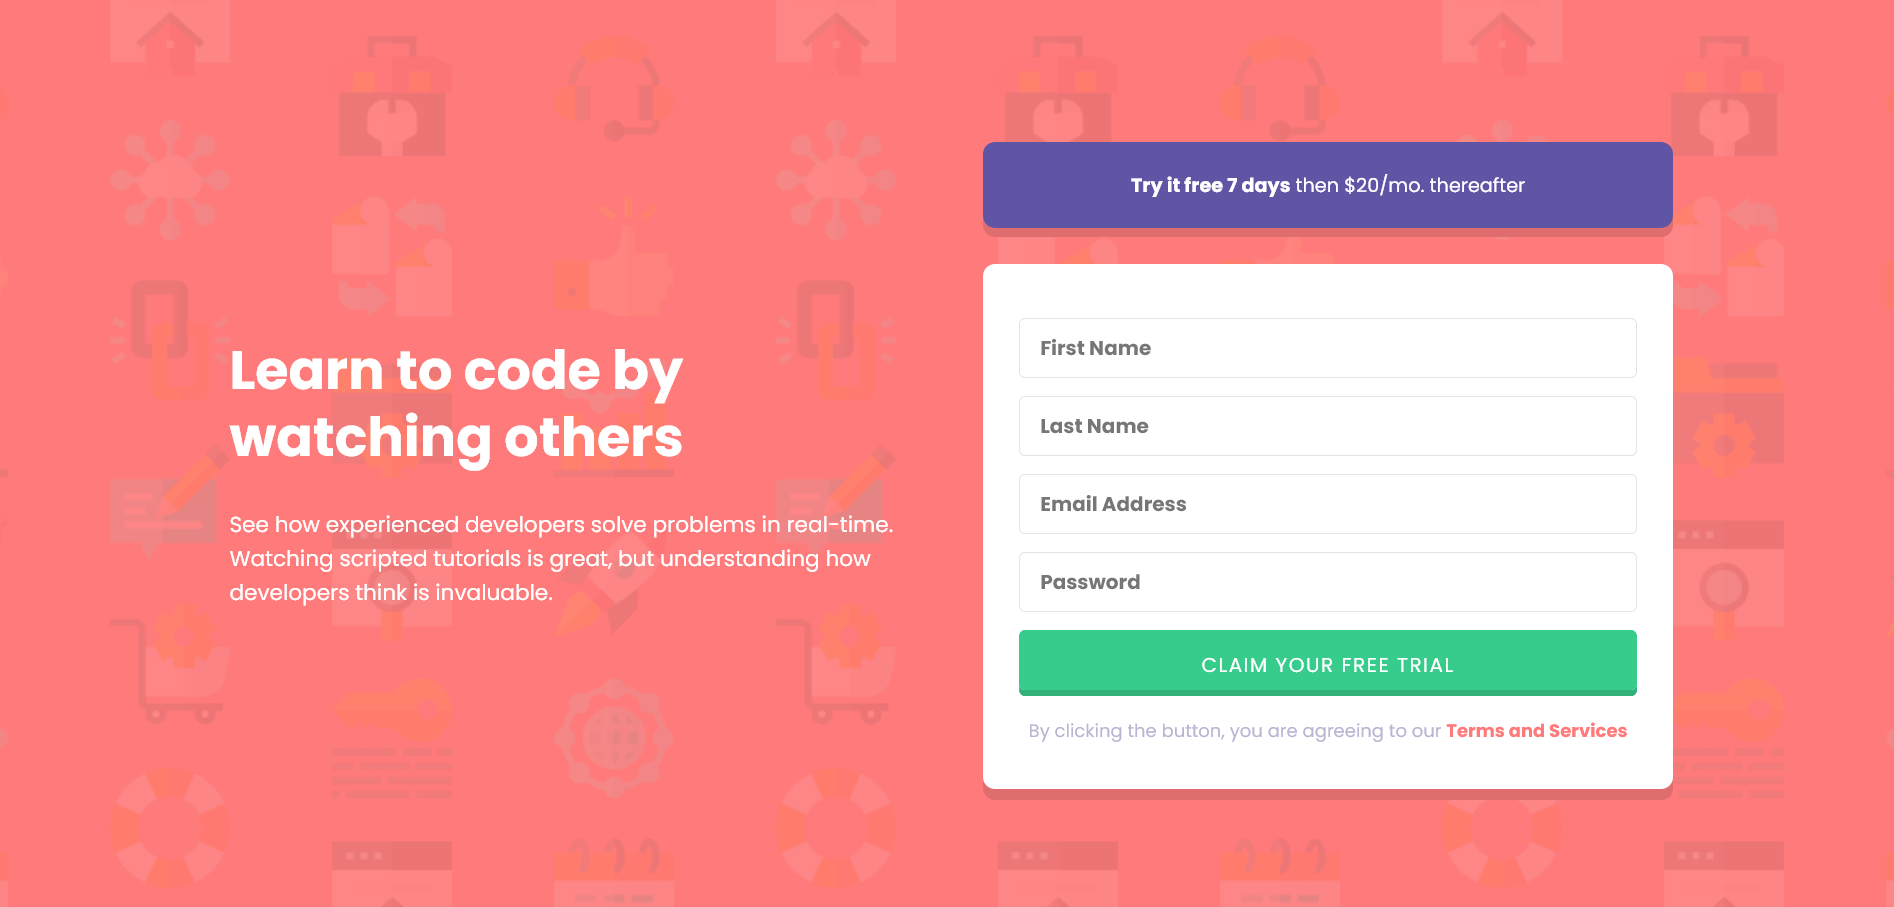 Learn to code by
watching others
See how experienced developers solve problems in real-time.
Watching scripted tutorials is great, but understanding how
developers think is invaluable.
Try it free 7 days then $20/mo. thereafter
First Name
Last Name
Email Address
Password
CLAIM YOUR FREE TRIAL
By clicking the button, you are agreeing to our Terms and Services